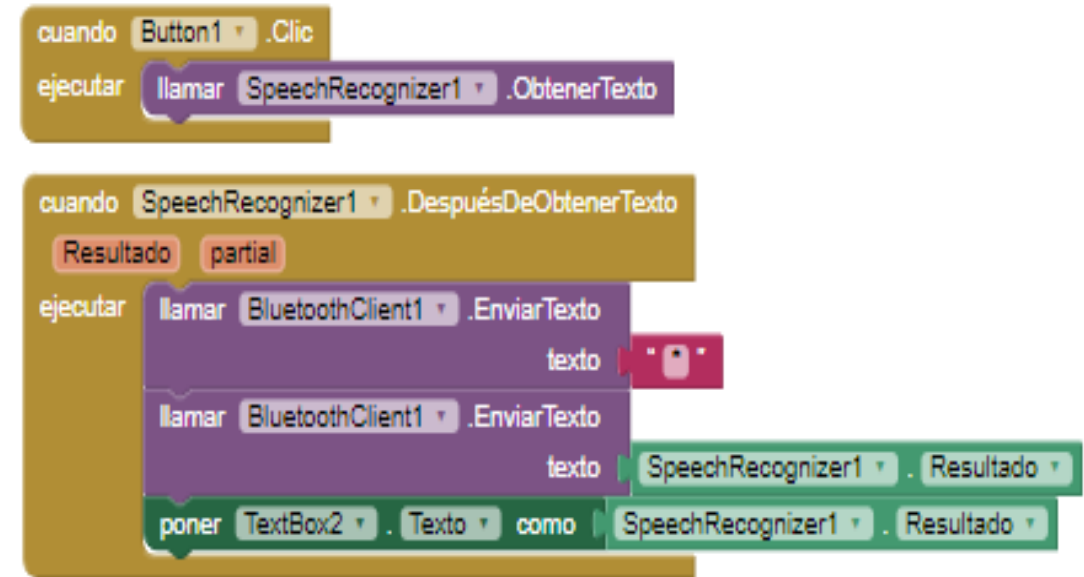 cuando Button1 .Clic
ejecutar llamar SpeechRecognizer1 .ObtenerTexto
cuando SpeechRecognizer1 .DespuésDeObtenerTexto
Resultado partial
ejecutar llamar BluetoothClient1 .EnviarTexto
texto " * "
llamar BluetoothClient1 .EnviarTexto
texto SpeechRecognizer1 . Resultado
poner TextBox2 . Texto como SpeechRecognizer1 . Resultado